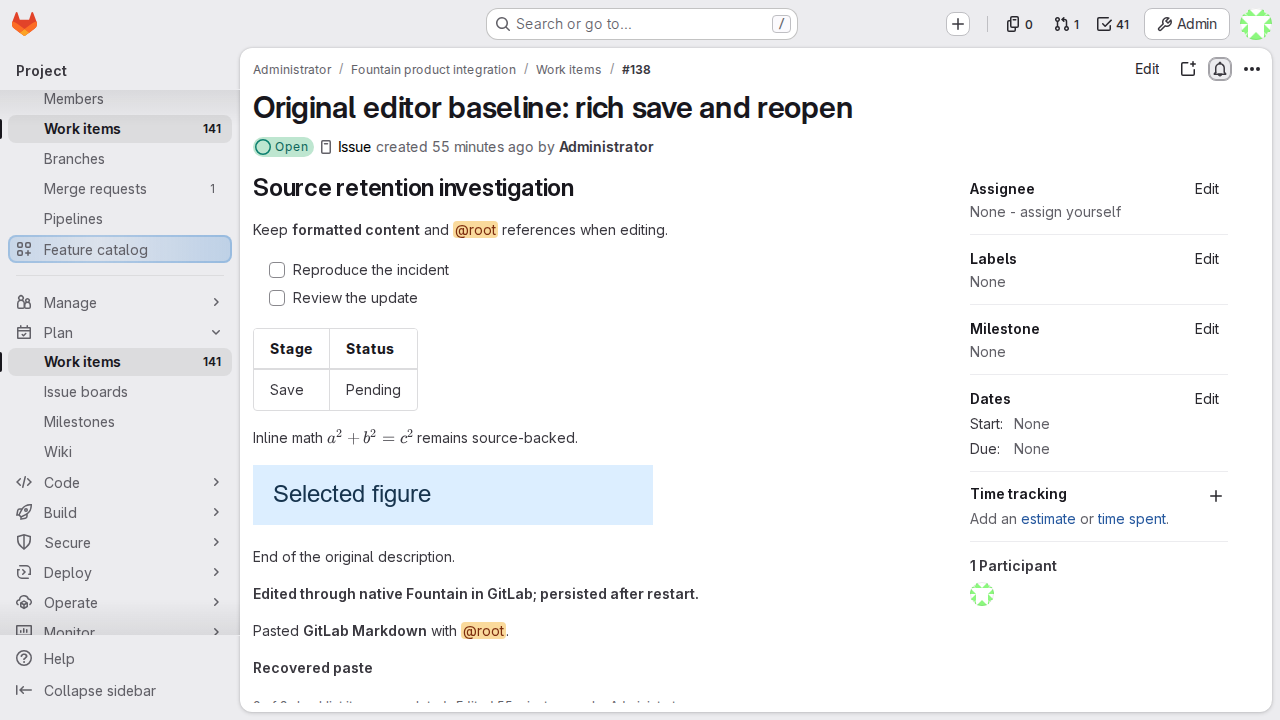 Search or go to...
/
0
1
41
Admin
Project
Members
Work items 141
Branches
Merge requests 1
Pipelines
Feature catalog
Manage
Plan
Work items 141
Issue boards
Milestones
Wiki
Code
Build
Secure
Deploy
Operate
Monitor
Help
Collapse sidebar
Administrator / Fountain product integration / Work items / #138
Edit
Original editor baseline: rich save and reopen
Open Issue created 55 minutes ago by Administrator
Source retention investigation
Keep formatted content and @root references when editing.
Reproduce the incident
Review the update
Stage Status
Save Pending
Inline math a² + b² = c² remains source-backed.
Selected figure
End of the original description.
Edited through native Fountain in GitLab; persisted after restart.
Pasted GitLab Markdown with @root.
Recovered paste
Assignee Edit
None - assign yourself
Labels Edit
None
Milestone Edit
None
Dates Edit
Start: None
Due: None
Time tracking
Add an estimate or time spent.
1 Participant